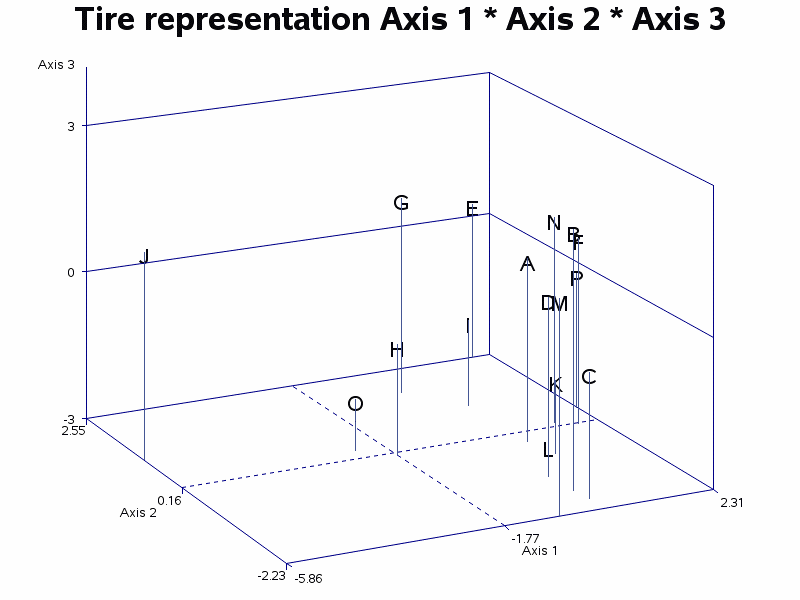 Tire representation Axis 1 * Axis 2 * Axis 3
Axis 3
3
G
E
N
B
F
J
A
0
P
D
M
I
H
C
K
O
-3
2.55
L
0.16
2.31
Axis 2
-1.77
Axis 1
-2.23
-5.86